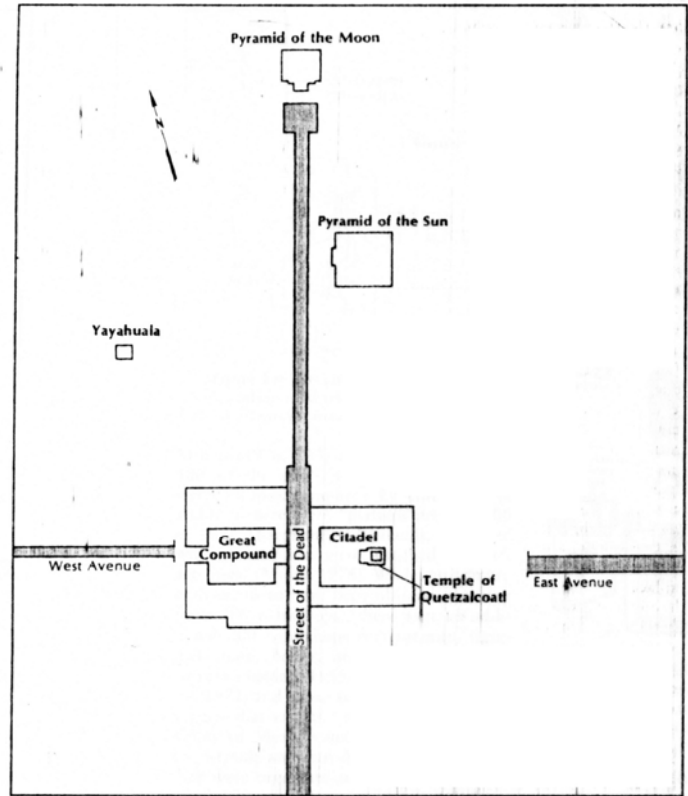 Pyramid of the Moon
N
Pyramid of the Sun
Yayahuala
Great
Compound
Street of the Dead
Citadel
West Avenue
Temple of
Quetzalcoatl
East Avenue